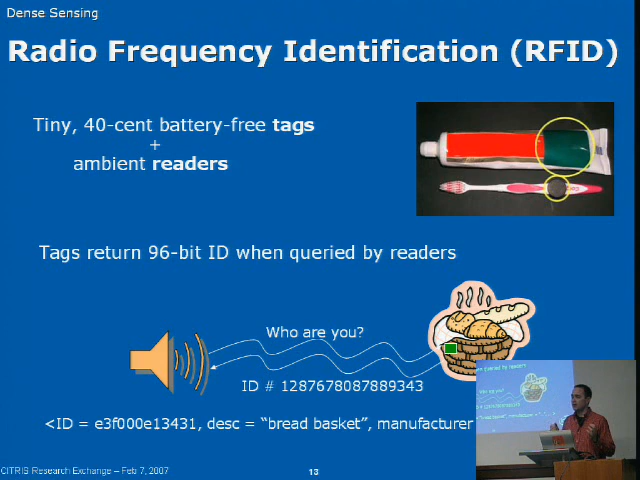 Dense Sensing
Radio Frequency Identification (RFID)
Tiny, 40-cent battery-free tags
+
ambient readers
Tags return 96-bit ID when queried by readers
Who are you?
ID # 1287678087889343
<ID = e3f000e13431, desc = “bread basket”, manufacturer
CITRIS Research Exchange – Feb 7, 2007
13